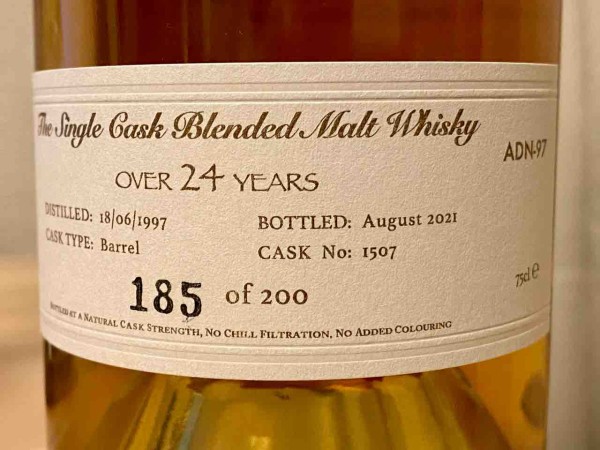 The Single Cask Blended Malt Whisky
ADN-97
OVER 24 YEARS
DISTILLED: 18/06/1997
BOTTLED: August 2021
CASK TYPE: Barrel
CASK No: 1507
75cl e
185 of 200
Bottled at a Natural Cask Strength, No Chill Filtration, No Added Colouring